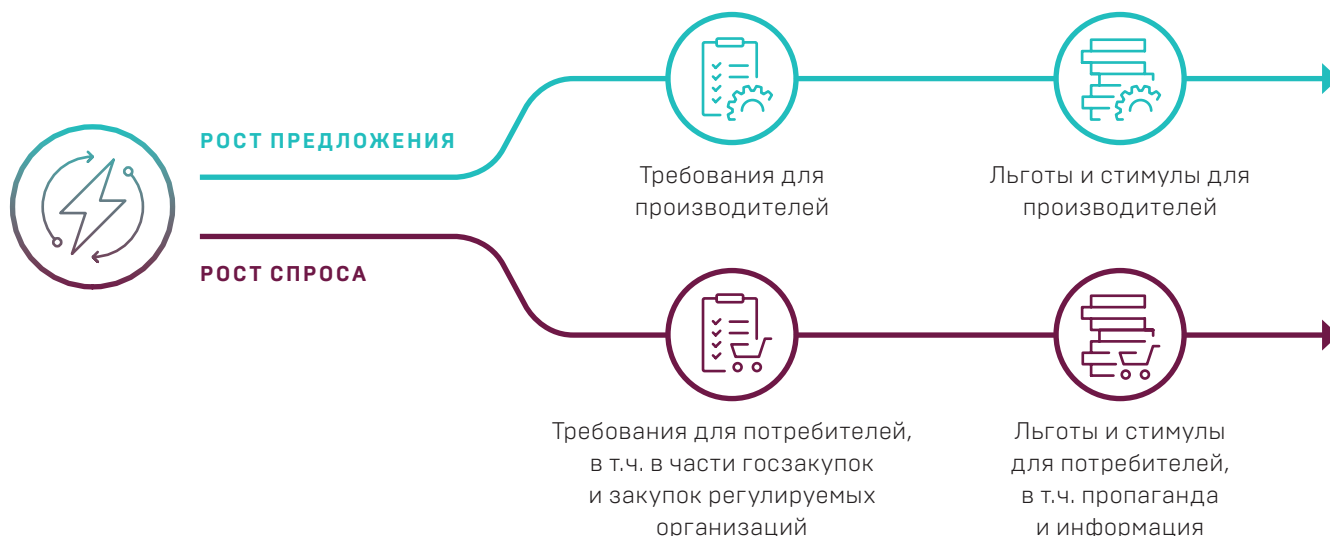 РОСТ ПРЕДЛОЖЕНИЯ
Требования для
производителей
Льготы и стимулы для
производителей
РОСТ СПРОСА
Требования для потребителей,
в т.ч. в части госзакупок
и закупок регулируемых
организаций
Льготы и стимулы
для потребителей,
в т.ч. пропаганда
и информация